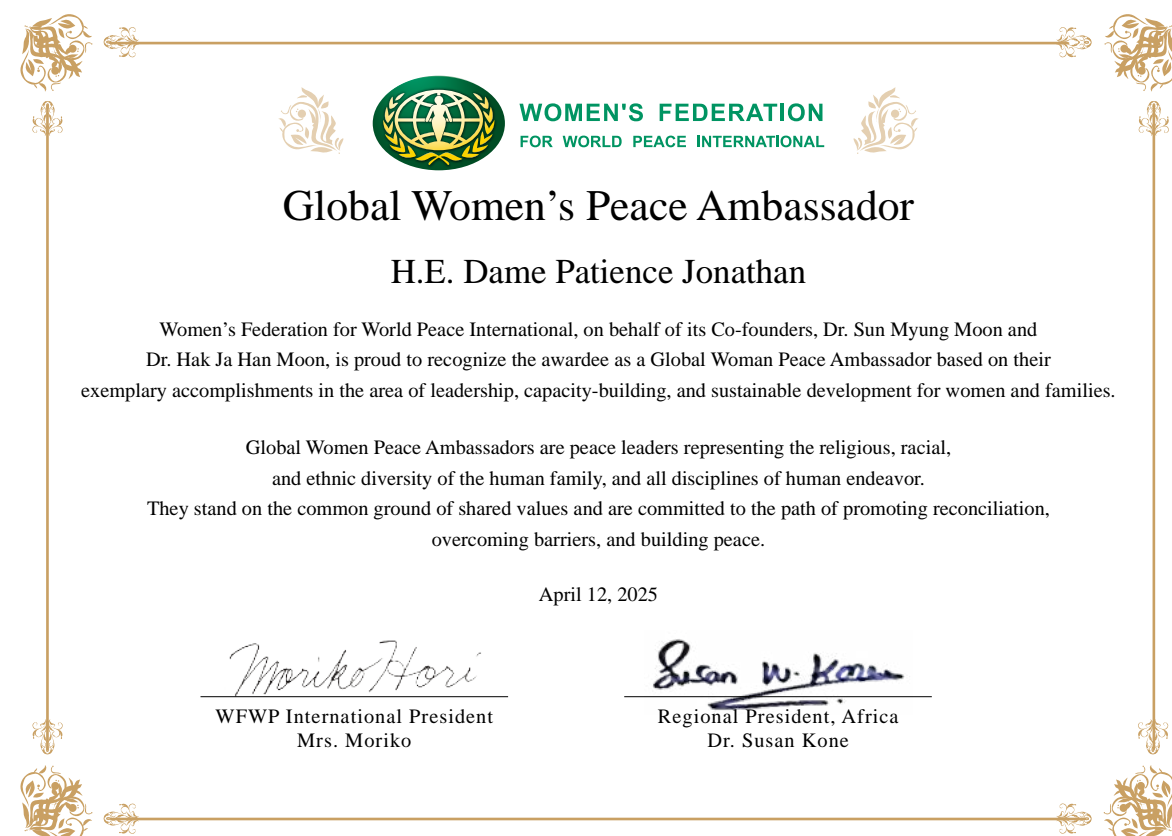 WOMEN'S FEDERATION
FOR WORLD PEACE INTERNATIONAL
Global Women’s Peace Ambassador
H.E. Dame Patience Jonathan
Women’s Federation for World Peace International, on behalf of its Co-founders, Dr. Sun Myung Moon and
Dr. Hak Ja Han Moon, is proud to recognize the awardee as a Global Woman Peace Ambassador based on their
exemplary accomplishments in the area of leadership, capacity-building, and sustainable development for women and families.
Global Women Peace Ambassadors are peace leaders representing the religious, racial,
and ethnic diversity of the human family, and all disciplines of human endeavor.
They stand on the common ground of shared values and are committed to the path of promoting reconciliation,
overcoming barriers, and building peace.
April 12, 2025
Moriko Hori
WFWP International President
Mrs. Moriko
Susan W. Kone
Regional President, Africa
Dr. Susan Kone